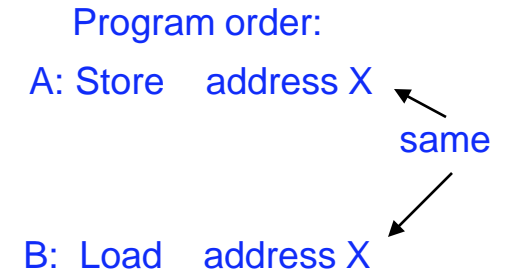 Program order:
A: Store address X
same
B: Load address X